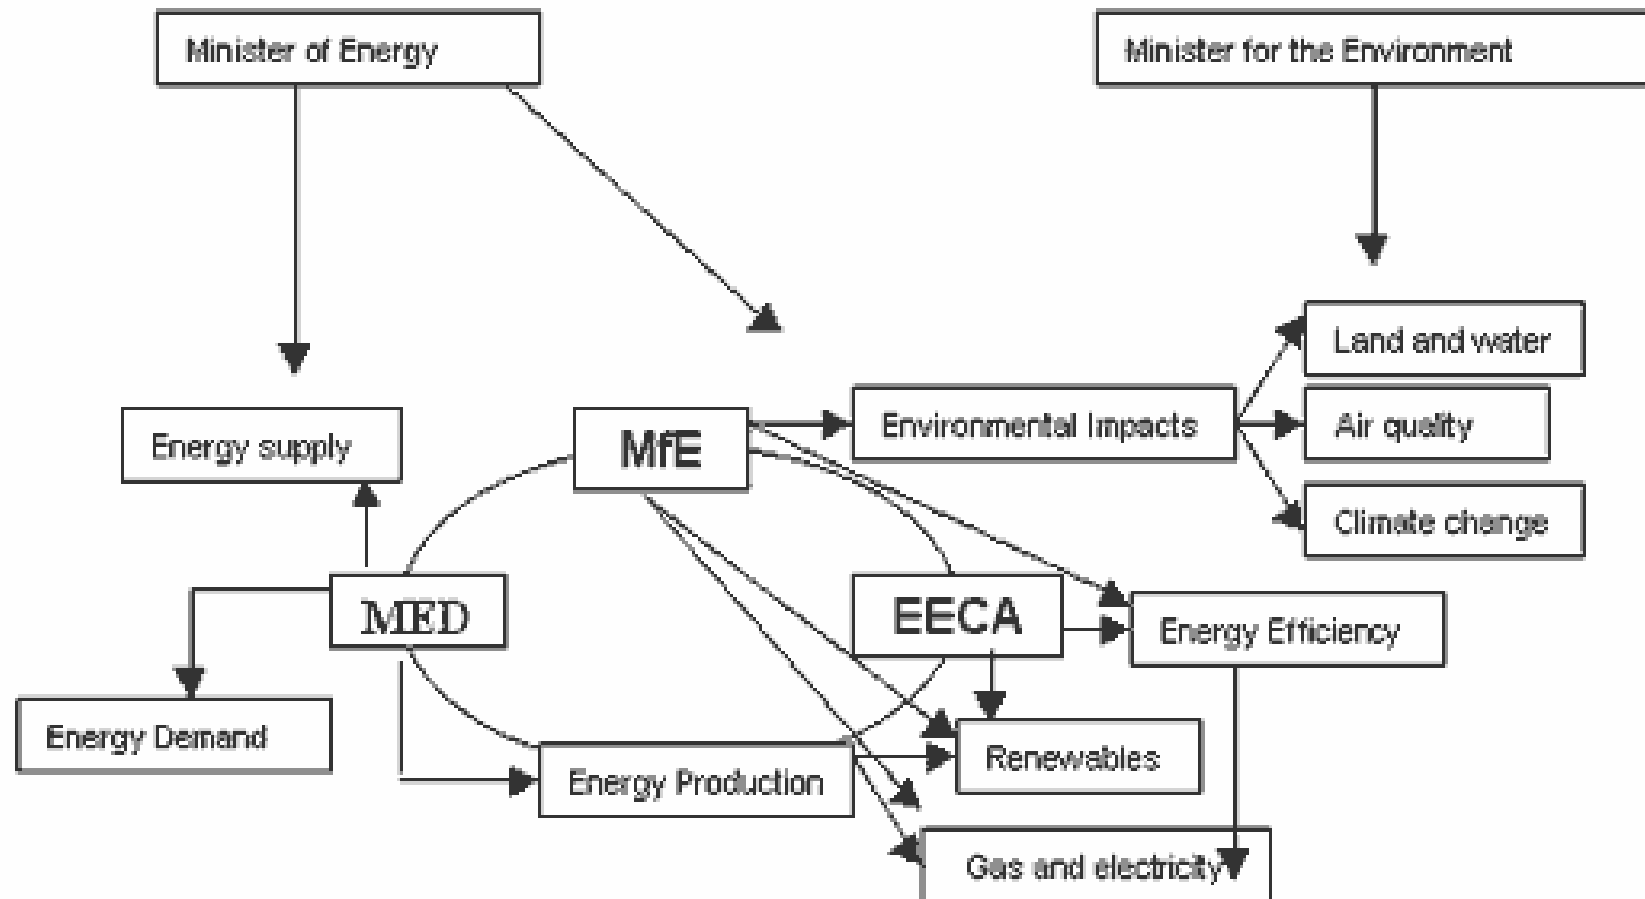 Minister of Energy
Minister for the Environment
Land and water
Energy supply
MfE
Environmental Impacts
Air quality
Climate change
MED
EECA
Energy Efficiency
Energy Demand
Energy Production
Renewables
Gas and electricity